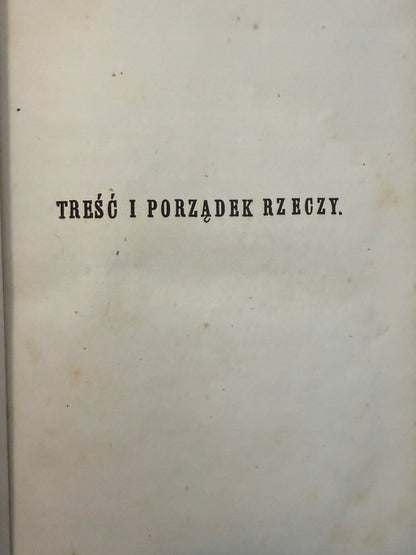 TREŚĆ I PORZĄDEK RZECZY.